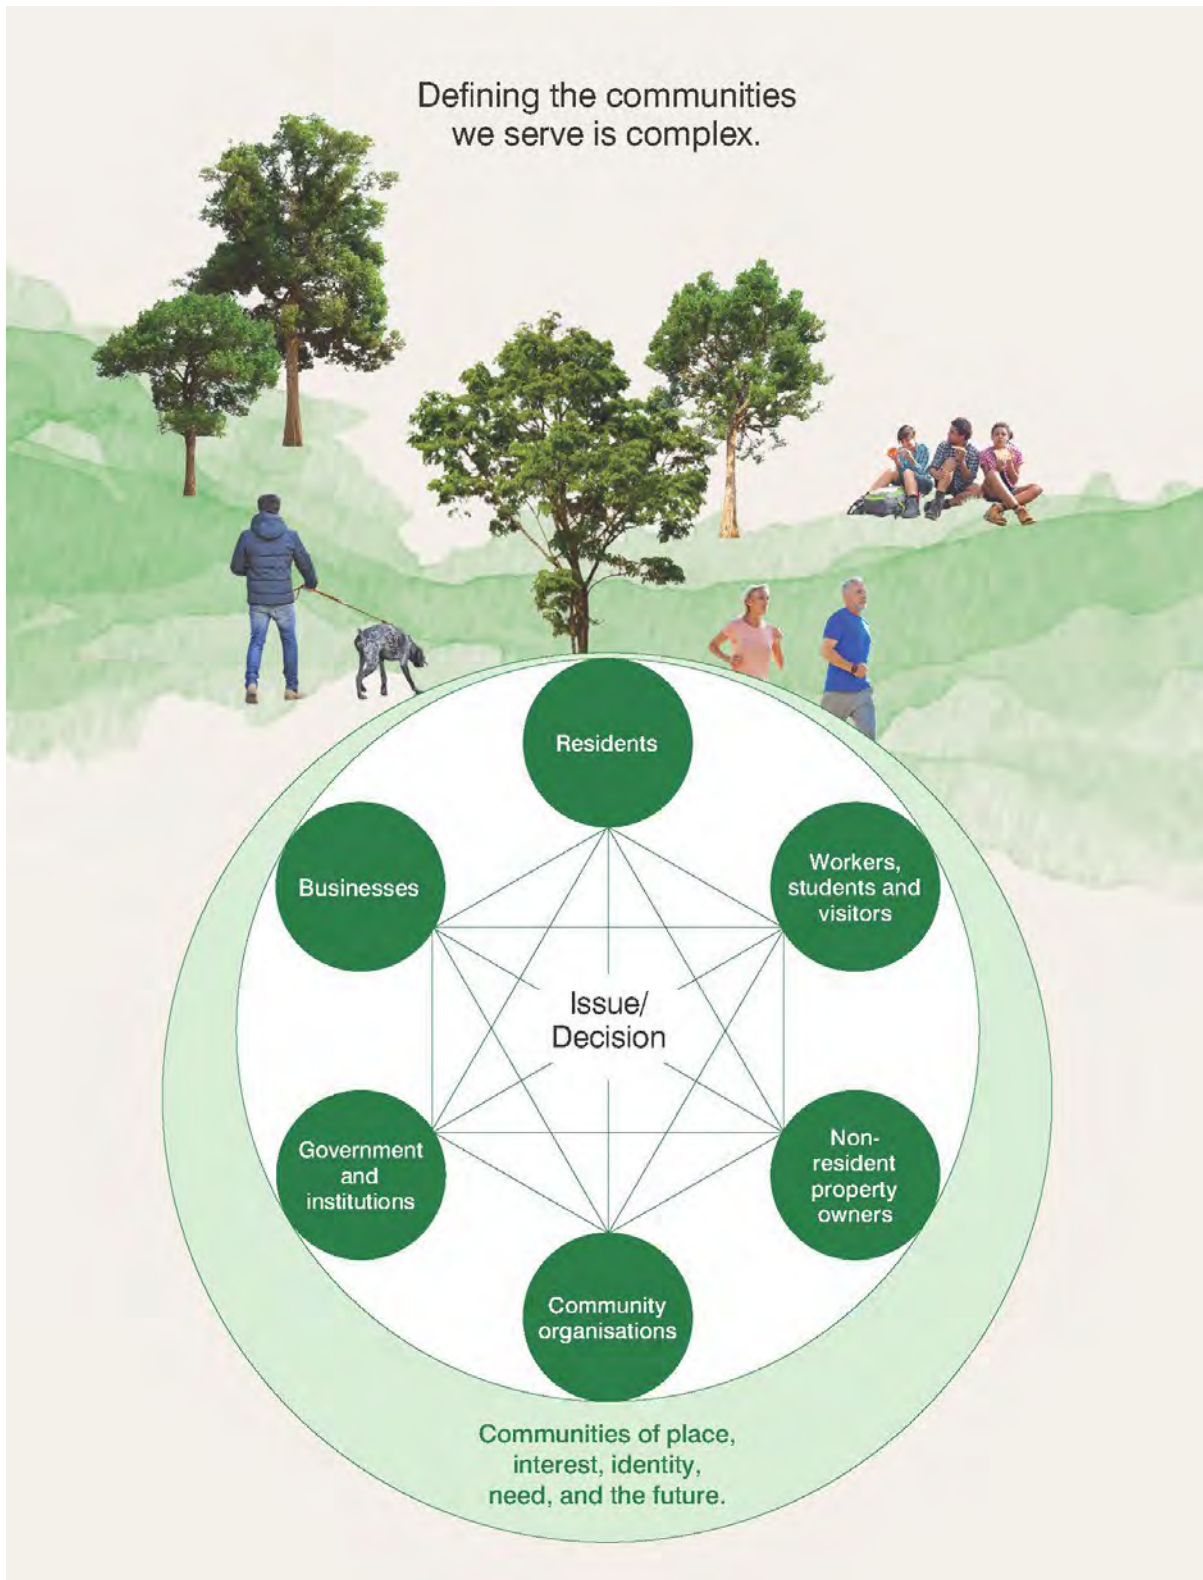 Defining the communities
we serve is complex.
Residents
Businesses
Workers,
students and
visitors
Issue/
Decision
Government
and
institutions
Non-
resident
property
owners
Community
organisations
Communities of place,
interest, identity,
need, and the future.